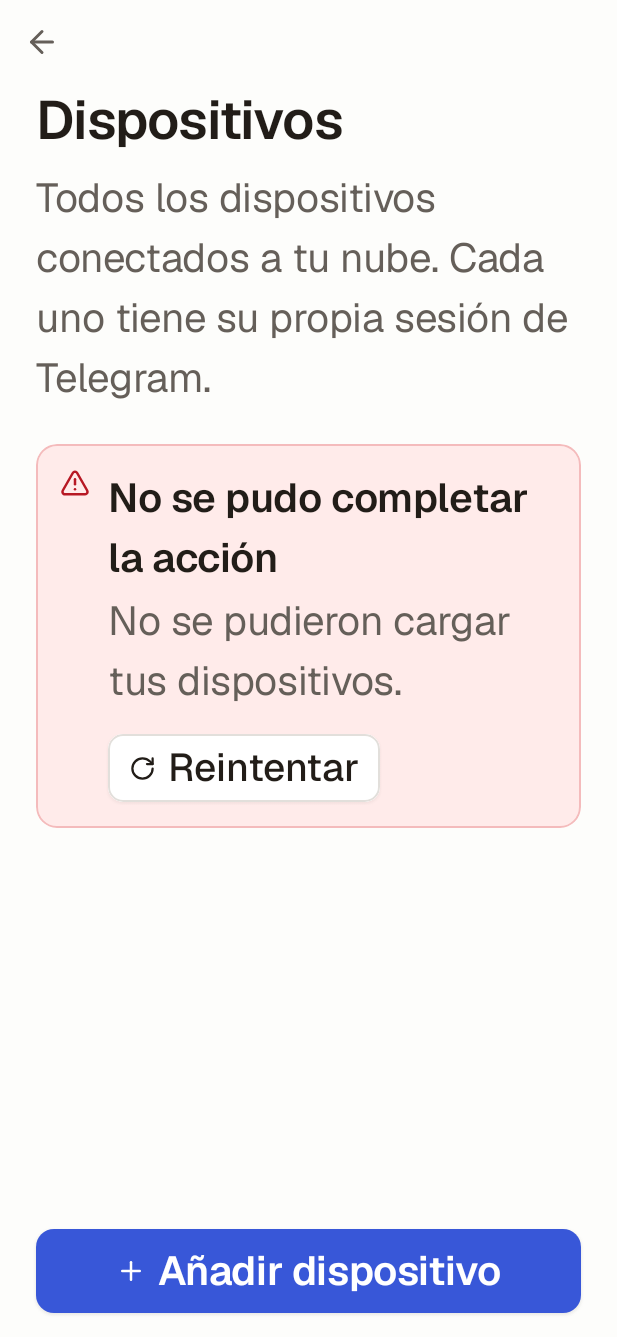 Dispositivos
Todos los dispositivos
conectados a tu nube. Cada
uno tiene su propia sesión de
Telegram.
No se pudo completar
la acción
No se pudieron cargar
tus dispositivos.
Reintentar
+ Añadir dispositivo